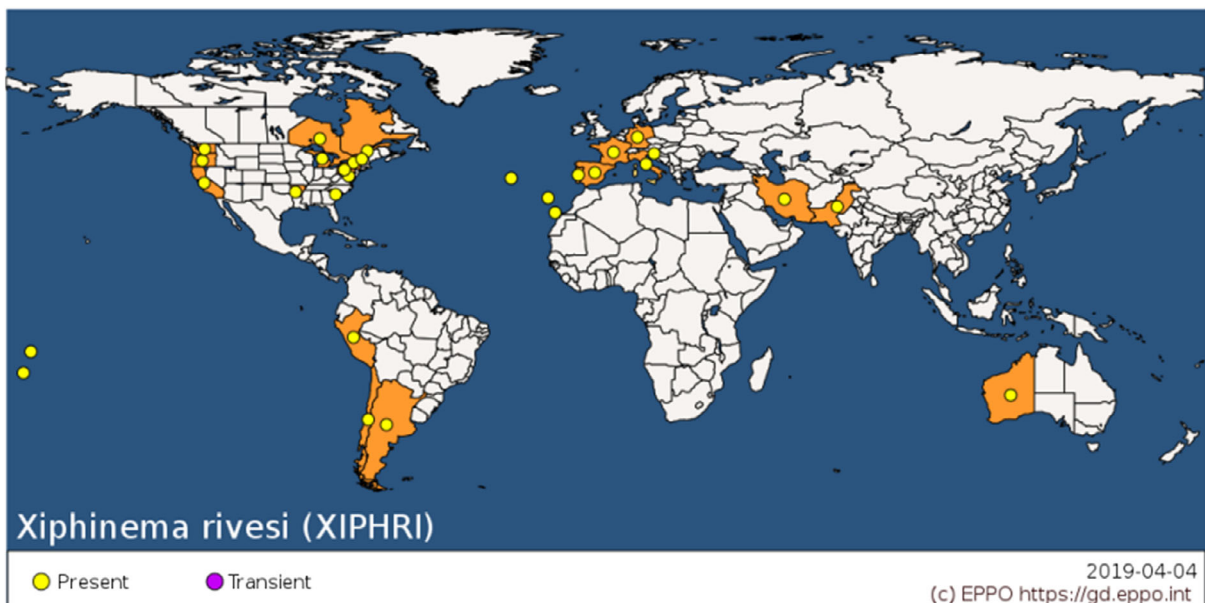 Xiphinema rivesi (XIPHRI)
Present
Transient
2019-04-04
(c) EPPO https://gd.eppo.int